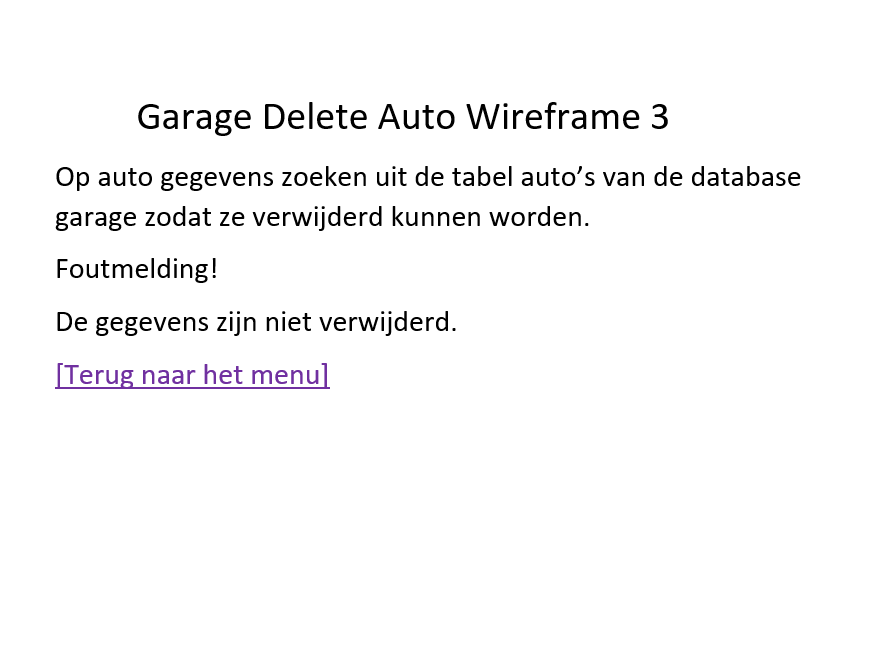 Garage Delete Auto Wireframe 3
Op auto gegevens zoeken uit de tabel auto’s van de database
garage zodat ze verwijderd kunnen worden.
Foutmelding!
De gegevens zijn niet verwijderd.
[Terug naar het menu]